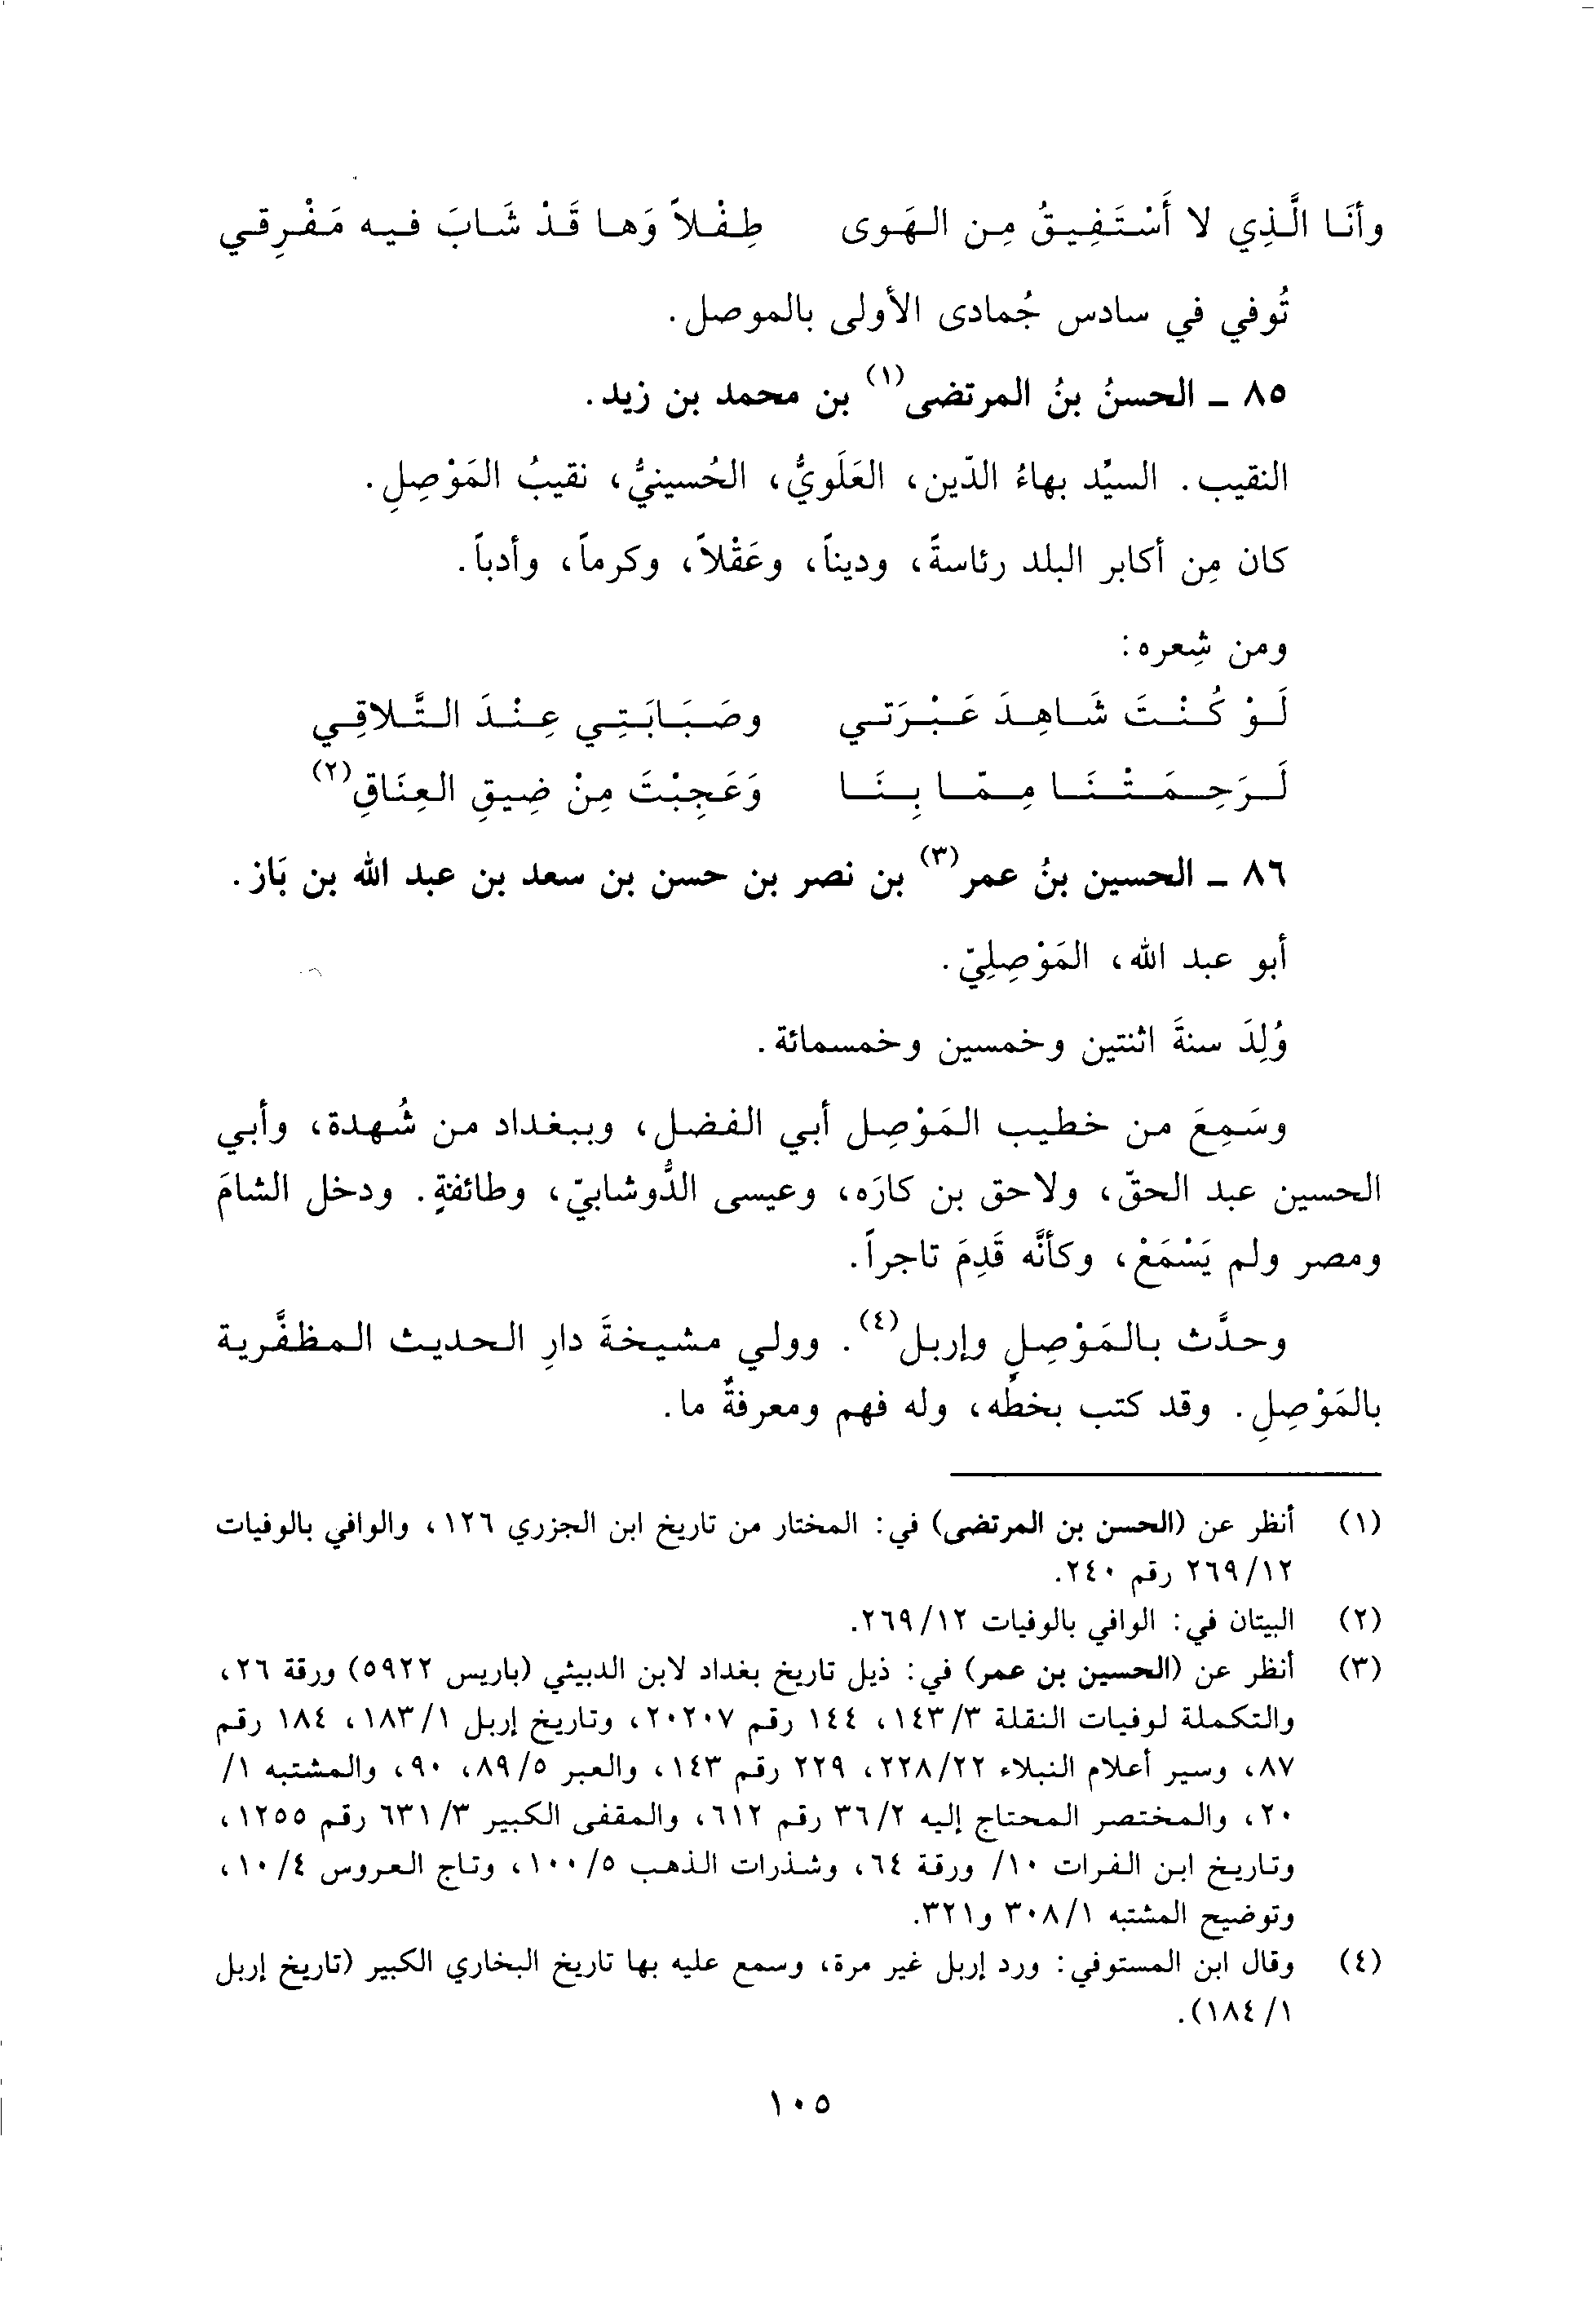 وأنَا الَّذِي لا أَسْتَفِيقُ مِن الهَوى طِفْلاً وَها قَدْ شَابَ فيه مَفْرِقي
تُوفي في سادس جُمادى الأولى بالموصل.
٨٥ - الحسنُ بنُ المرتضى(١) بن محمد بن زيد.
النقيب. السيِّد بهاءُ الدّين، العَلَويُّ، الحُسينيُّ، نقيبُ المَوْصِلِ.
كان مِن أكابر البلد رئاسةً، وديناً، وعَقْلاً، وكرماً، وأدباً.
ومن شِعره:
لَوْ كُنْتَ شَاهِدَ عَبْرَتي وصَبَابَتِي عِنْدَ التَّلاقِي
لَرَحِمَتْنَا مِمّا بِنَا وَعَجِبْتَ مِنْ ضِيقِ العِنَاقِ(٢)
٨٦ - الحسين بنُ عمر(٣) بن نصر بن حسن بن سعد بن عبد الله بن بَاز.
أبو عبد الله، المَوْصِلِيّ.
وُلِدَ سنةَ اثنتين وخمسين وخمسمائة.
وسَمِعَ من خطيب المَوْصِل أبي الفضل، وببغداد من شُهدة، وأبي
الحسين عبد الحقّ، ولاحق بن كارَه، وعيسى الدُّوشابيّ، وطائفةٍ. ودخل الشامَ
ومصر ولم يَسْمَعْ، وكأنَّه قَدِمَ تاجراً.
وحدَّث بالمَوْصِلِ وإربل(٤). وولي مشيخةَ دارِ الحديث المظفَّرية
بالمَوْصِلِ. وقد كتب بخطِّه، وله فهم ومعرفةٌ ما.
(١) أنظر عن (الحسن بن المرتضى) في: المختار من تاريخ ابن الجزري ١٢٦، والوافي بالوفيات
١٢/ ٢٦٩ رقم ٢٤٠.
(٢) البيتان في: الوافي بالوفيات ١٢/ ٢٦٩.
(٣) أنظر عن (الحسين بن عمر) في: ذيل تاريخ بغداد لابن الدبيثي (باريس ٥٩٢٢) ورقة ٢٦،
والتكملة لوفيات النقلة ٣/ ١٤٣، ١٤٤ رقم ٢٠٢٠٧، وتاريخ إربل ١/ ١٨٣، ١٨٤ رقم
٨٧، وسير أعلام النبلاء ٢٢/ ٢٢٨، ٢٢٩ رقم ١٤٣، والعبر ٥/ ٨٩، ٩٠، والمشتبه ١/
٢٠، والمختصر المحتاج إليه ٢/ ٣٦ رقم ٦١٢، والمقفى الكبير ٣/ ٦٣١ رقم ١٢٥٥،
وتاريخ ابن الفرات ١٠/ ورقة ٦٤، وشذرات الذهب ٥/ ١٠٠، وتاج العروس ٤/ ١٠،
وتوضيح المشتبه ١/ ٣٠٨ و٣٢١.
(٤) وقال ابن المستوفي: ورد إربل غير مرة، وسمع عليه بها تاريخ البخاري الكبير (تاريخ إربل
١/ ١٨٤).
١٠٥